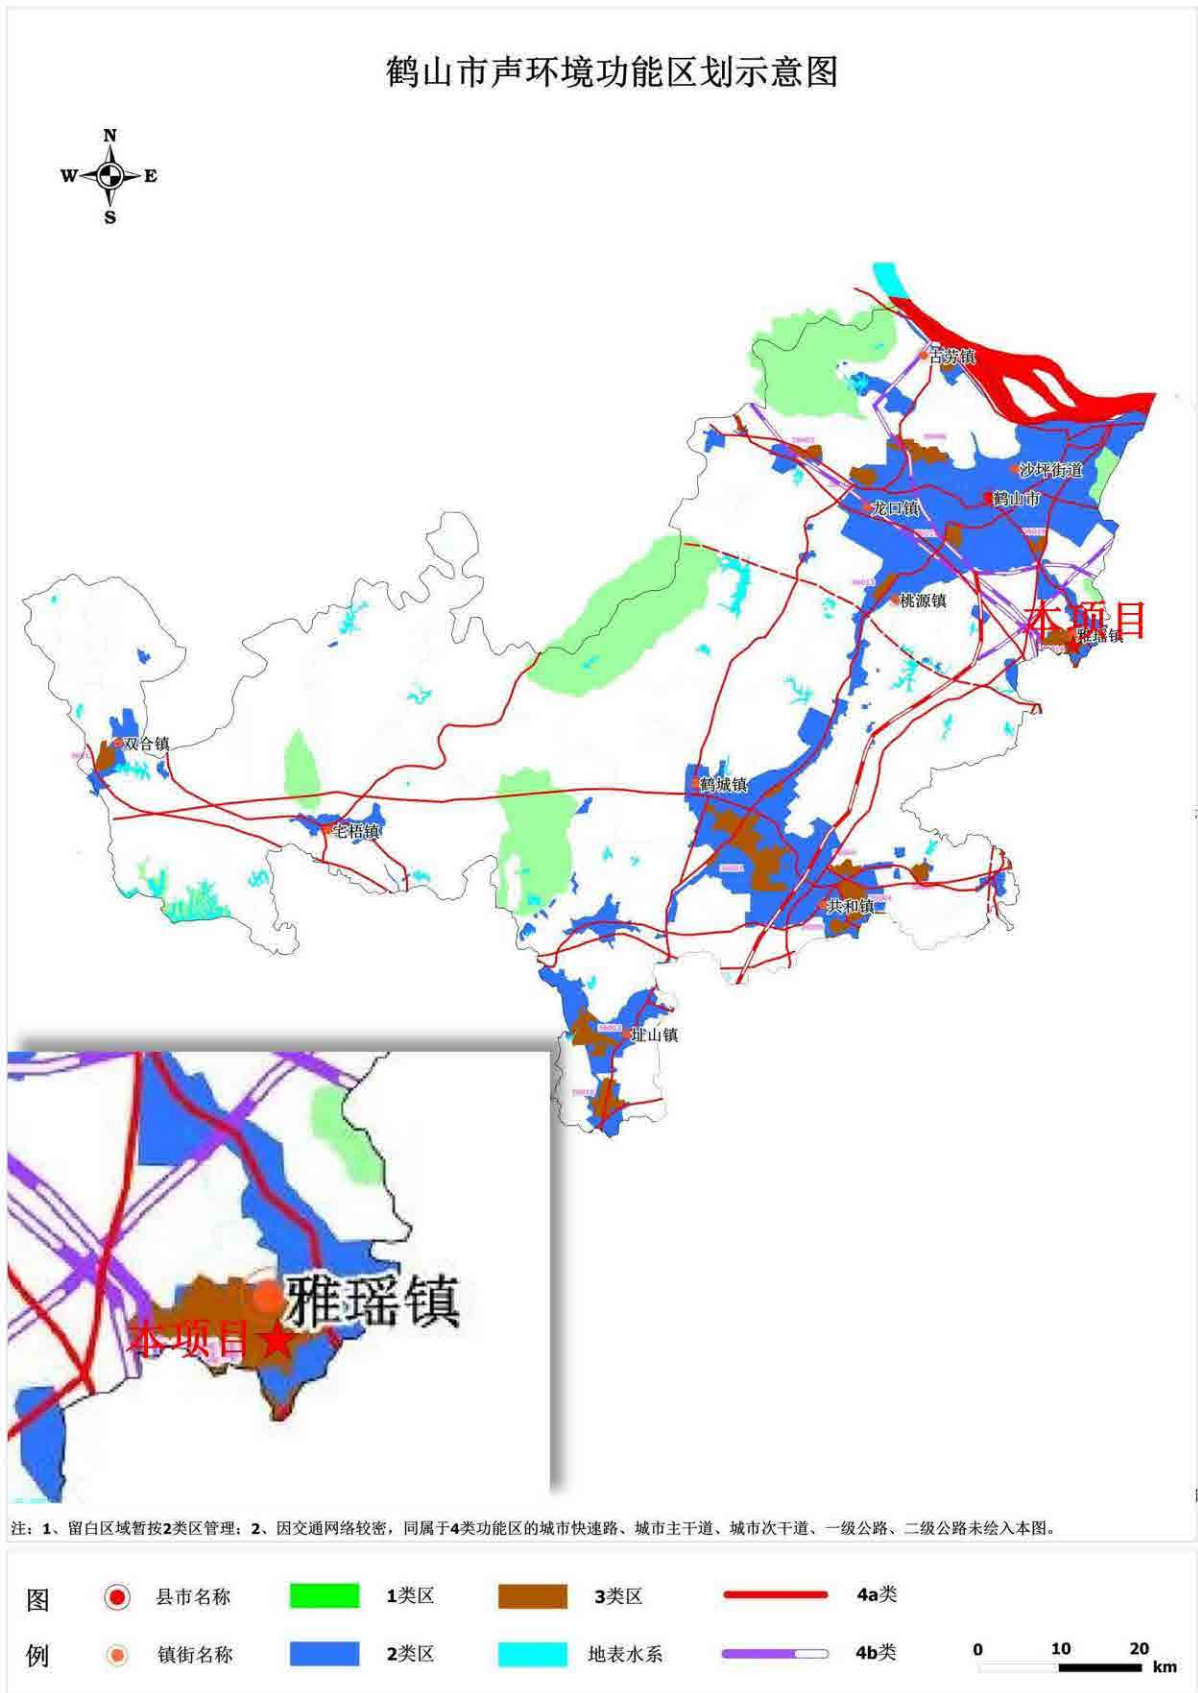 鹤山市声环境功能区划示意图
N
W
E
S
古劳镇
沙坪街道
鹤山市
龙口镇
桃源镇
本项目
雅瑶镇
双合镇
鹤城镇
宅梧镇
共和镇
址山镇
雅瑶镇
本项目
注：1、留白区域暂按2类区管理；2、因交通网络较密，同属于4类功能区的城市快速路、城市主干道、城市次干道、一级公路、二级公路未绘入本图。
图例
县市名称
1类区
3类区
4a类
镇街名称
2类区
地表水系
4b类
0 10 20
km